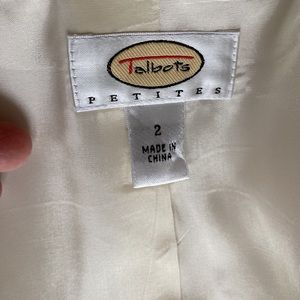 Talbots
PETITES
2
MADE IN
CHINA